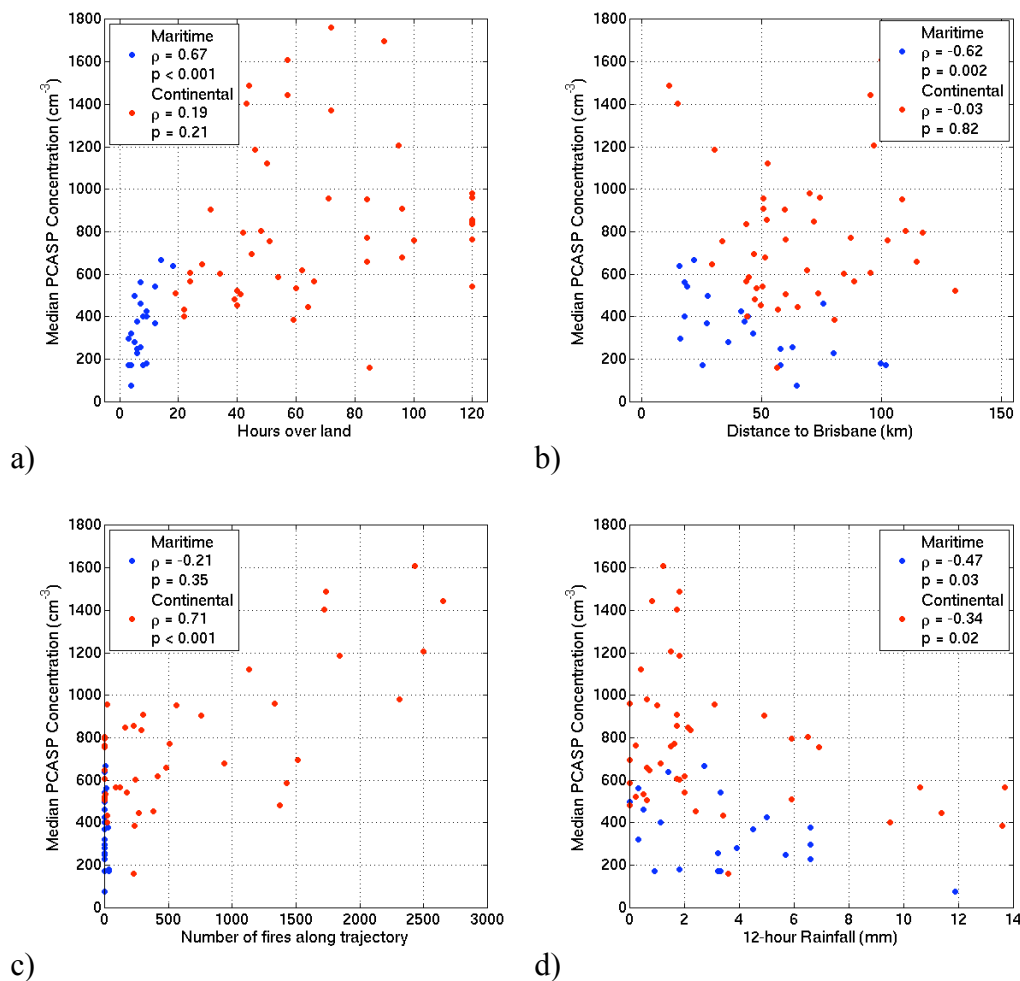 1800
1600
1400
1200
1000
800
600
400
200
0
Median PCASP Concentration (cm⁻³)
Maritime
ρ = 0.67
p < 0.001
Continental
ρ = 0.19
p = 0.21
0 20 40 60 80 100 120
Hours over land
a)
1800
1600
1400
1200
1000
800
600
400
200
0
Median PCASP Concentration (cm⁻³)
Maritime
ρ = -0.62
p = 0.002
Continental
ρ = -0.03
p = 0.82
0 50 100 150
Distance to Brisbane (km)
b)
1800
1600
1400
1200
1000
800
600
400
200
0
Median PCASP Concentration (cm⁻³)
Maritime
ρ = -0.21
p = 0.35
Continental
ρ = 0.71
p < 0.001
0 500 1000 1500 2000 2500 3000
Number of fires along trajectory
c)
1800
1600
1400
1200
1000
800
600
400
200
0
Median PCASP Concentration (cm⁻³)
Maritime
ρ = -0.47
p = 0.03
Continental
ρ = -0.34
p = 0.02
0 2 4 6 8 10 12 14
12-hour Rainfall (mm)
d)